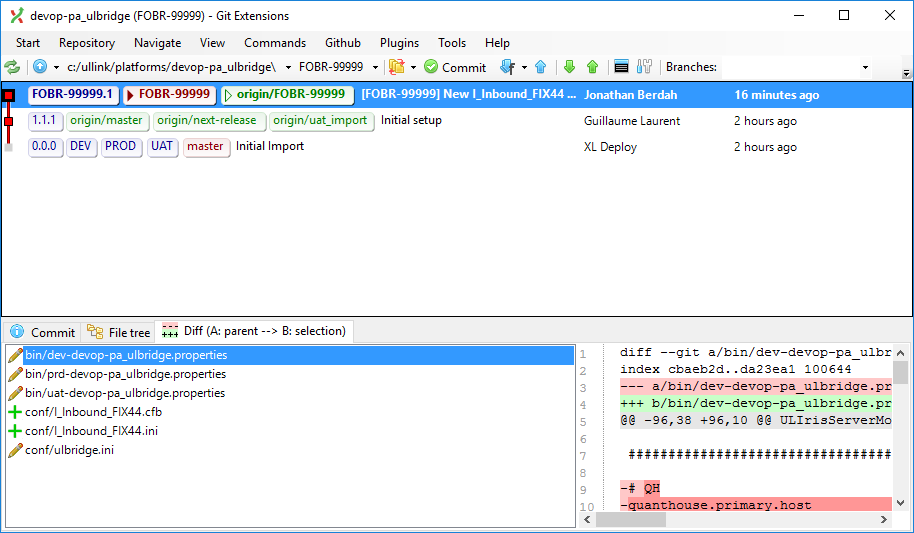 devop-pa_ulbridge (FOBR-99999) - Git Extensions
Start Repository Navigate View Commands Github Plugins Tools Help
c:/ullink/platforms/devop-pa_ulbridge\ FOBR-99999 Commit Branches:
FOBR-99999.1 FOBR-99999 origin/FOBR-99999 [FOBR-99999] New I_Inbound_FIX44 ... Jonathan Berdah 16 minutes ago
1.1.1 origin/master origin/next-release origin/uat_import Initial setup Guillaume Laurent 2 hours ago
0.0.0 DEV PROD UAT master Initial Import XL Deploy 2 hours ago
Commit File tree Diff (A: parent --> B: selection)
bin/dev-devop-pa_ulbridge.properties
bin/prd-devop-pa_ulbridge.properties
bin/uat-devop-pa_ulbridge.properties
conf/I_Inbound_FIX44.cfb
conf/I_Inbound_FIX44.ini
conf/ulbridge.ini
1 diff --git a/bin/dev-devop-pa_ulbr
2 index cbaeb2d..da23ea1 100644
3 --- a/bin/dev-devop-pa_ulbridge.pr
4 +++ b/bin/dev-devop-pa_ulbridge.pr
5 @@ -96,38 +96,10 @@ ULIrisServerMo
6
7 #################################
8
9 -# QH
10 -quanthouse.primary.host